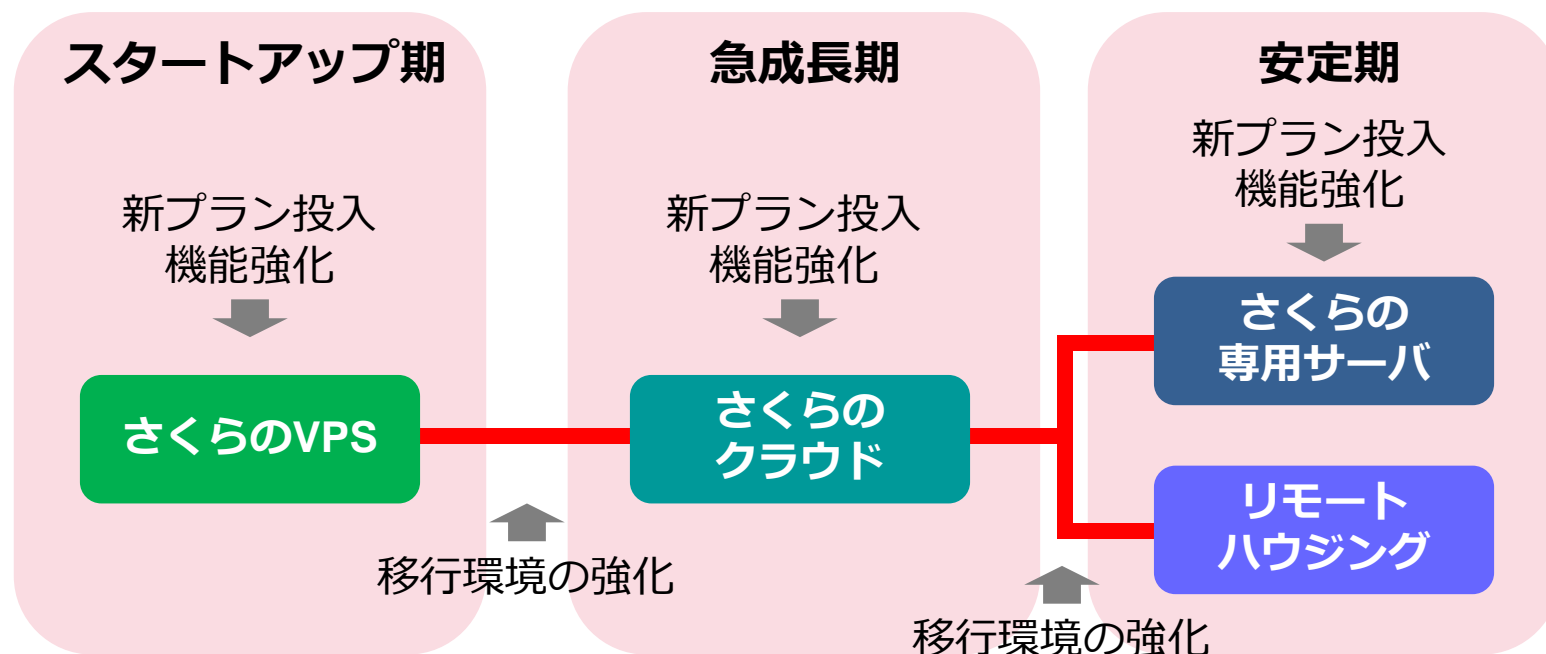 スタートアップ期
新プラン投入
機能強化
さくらのVPS
移行環境の強化
急成長期
新プラン投入
機能強化
さくらの
クラウド
移行環境の強化
安定期
新プラン投入
機能強化
さくらの
専用サーバ
リモート
ハウジング